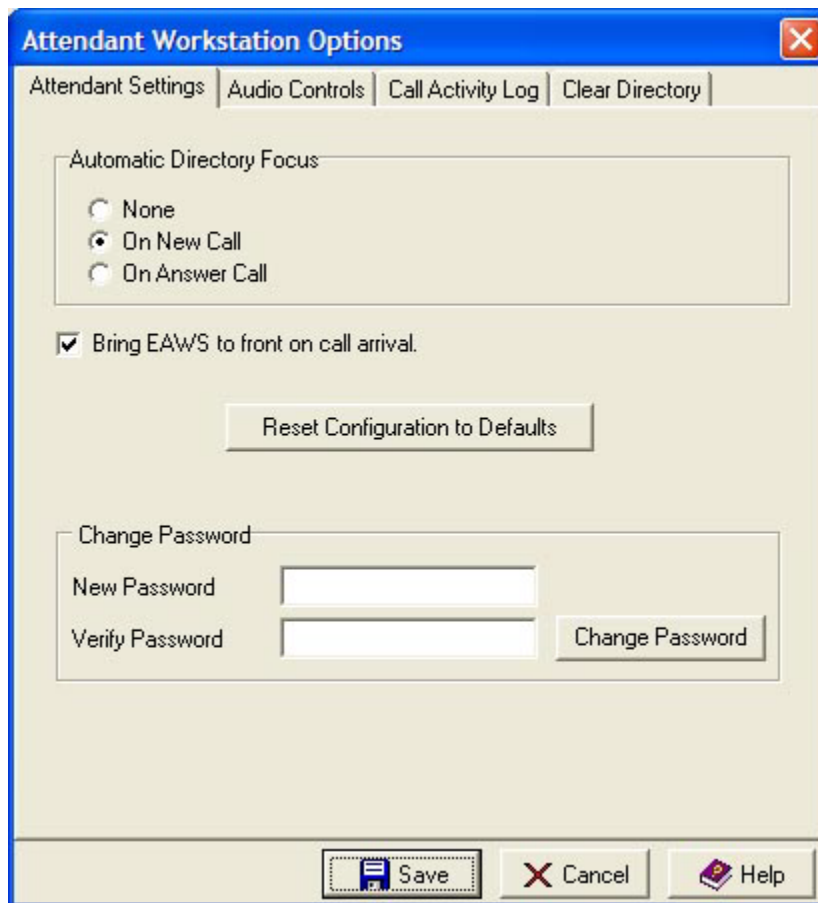 Attendant Workstation Options
Attendant Settings Audio Controls Call Activity Log Clear Directory
Automatic Directory Focus
None
On New Call
On Answer Call
Bring EAWS to front on call arrival.
Reset Configuration to Defaults
Change Password
New Password
Verify Password Change Password
Save Cancel Help